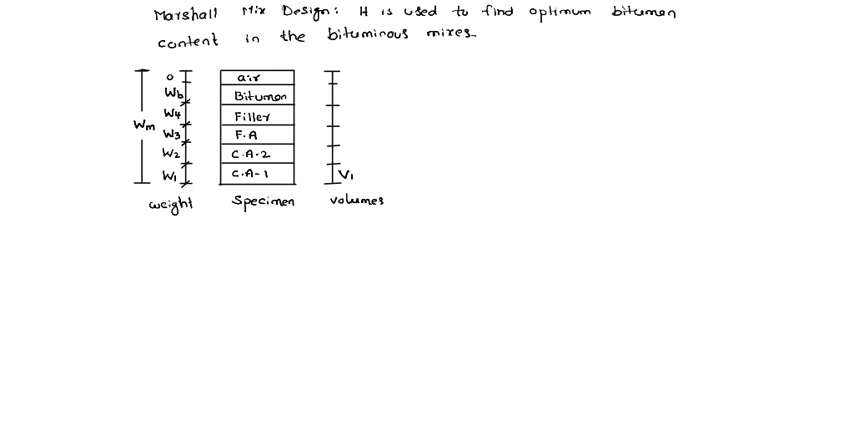 Marshall Mix Design: It is used to find optimum bitumen
content in the bituminous mixes
0 air
Wb Bitumen
W4 Filler
Wm W3 F.A
W2 C.A-2
W1 C.A-1 V1
weight Specimen volumes